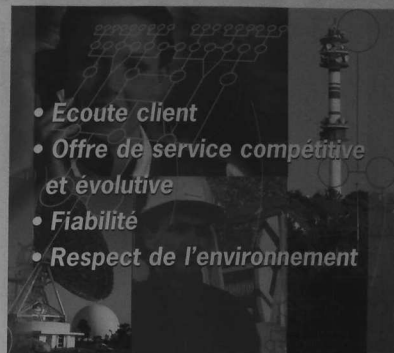 • Ecoute client
• Offre de service compétitive
et évolutive
• Fiabilité
• Respect de l'environnement